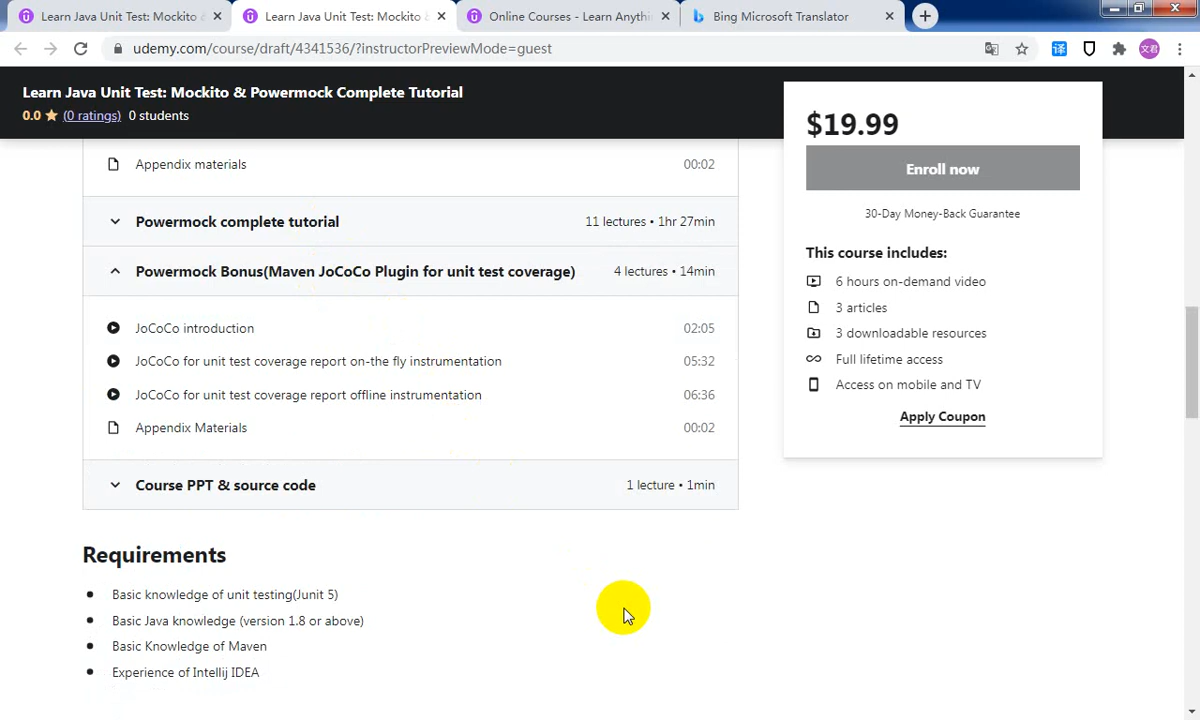 Learn Java Unit Test: Mockito &
Learn Java Unit Test: Mockito &
Online Courses - Learn Anythi
Bing Microsoft Translator
udemy.com/course/draft/4341536/?instructorPreviewMode=guest
译
文君
Learn Java Unit Test: Mockito & Powermock Complete Tutorial
0.0 ★ (0 ratings) 0 students
$19.99
Enroll now
30-Day Money-Back Guarantee
This course includes:
6 hours on-demand video
3 articles
3 downloadable resources
Full lifetime access
Access on mobile and TV
Apply Coupon
Appendix materials 00:02
Powermock complete tutorial 11 lectures • 1hr 27min
Powermock Bonus(Maven JoCoCo Plugin for unit test coverage) 4 lectures • 14min
JoCoCo introduction 02:05
JoCoCo for unit test coverage report on-the fly instrumentation 05:32
JoCoCo for unit test coverage report offline instrumentation 06:36
Appendix Materials 00:02
Course PPT & source code 1 lecture • 1min
Requirements
• Basic knowledge of unit testing(Junit 5)
• Basic Java knowledge (version 1.8 or above)
• Basic Knowledge of Maven
• Experience of Intellij IDEA